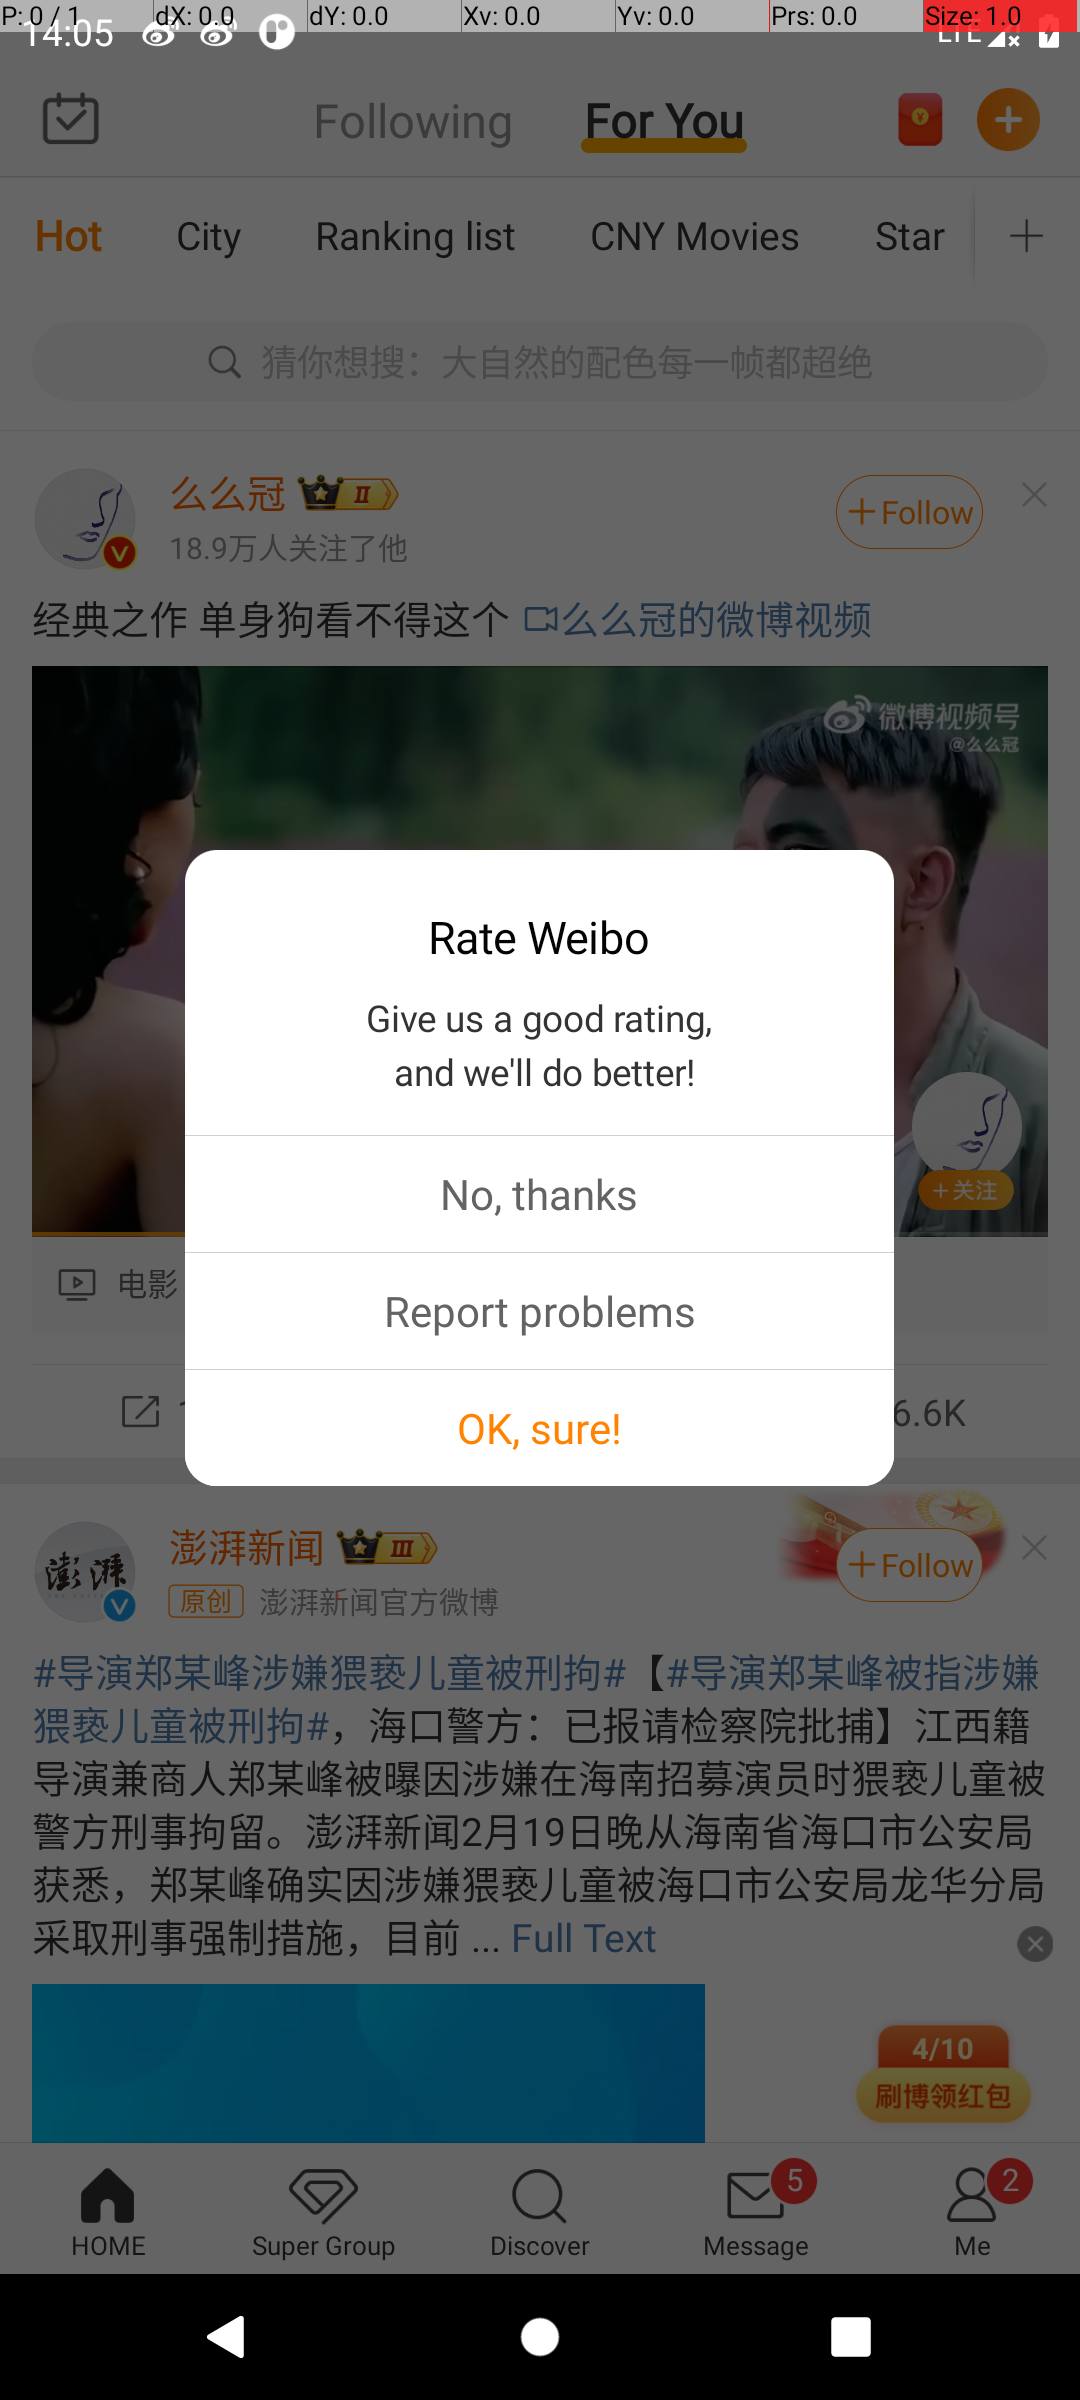 P: 0 / 1 dX: 0.0 dY: 0.0 Xv: 0.0 Yv: 0.0 Prs: 0.0 Size: 1.0
14:05 LTE
Following For You
Hot City Ranking list CNY Movies Star
猜你想搜：大自然的配色每一帧都超绝
么么冠 II
18.9万人关注了他
+Follow
经典之作 单身狗看不得这个 么么冠的微博视频
微博视频号
@么么冠
Rate Weibo
Give us a good rating,
and we'll do better!
+关注
No, thanks
电影
Report problems
6.6K
OK, sure!
澎湃新闻 III
+Follow
澎湃
原创 澎湃新闻官方微博
#导演郑某峰涉嫌猥亵儿童被刑拘#【#导演郑某峰被指涉嫌
猥亵儿童被刑拘#，海口警方：已报请检察院批捕】江西籍
导演兼商人郑某峰被曝因涉嫌在海南招募演员时猥亵儿童被
警方刑事拘留。澎湃新闻2月19日晚从海南省海口市公安局
获悉，郑某峰确实因涉嫌猥亵儿童被海口市公安局龙华分局
采取刑事强制措施，目前 ... Full Text
4/10
刷博领红包
5 2
HOME Super Group Discover Message Me